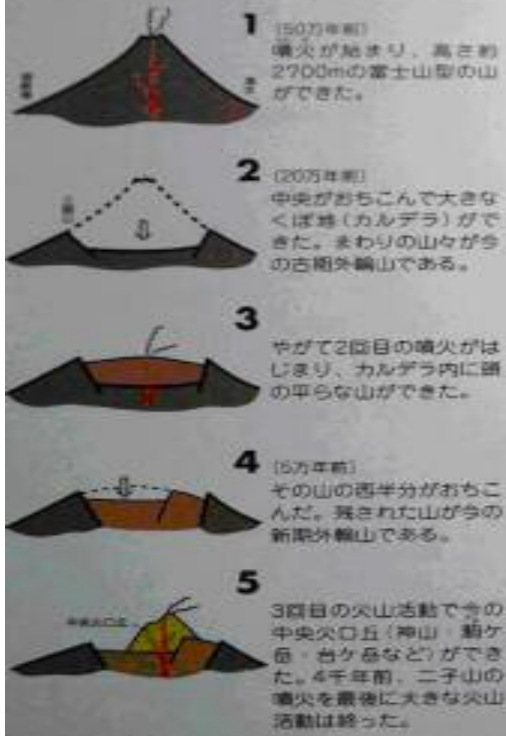 1
(50万年前)
噴火が始まり、高さ約
2700mの富士山型の山
ができた。
2
(20万年前)
中央がおちこんで大きな
くぼ地(カルデラ)がで
きた。まわりの山々が今
の古期外輪山である。
3
やがて2回目の噴火がは
じまり、カルデラ内に頭
の平らな山ができた。
4
(5万年前)
その山の西半分がおちこ
んだ。残された山が今の
新期外輪山である。
5
中央火口丘
3回目の火山活動で今の
中央火口丘(神山・駒ケ
岳・台ケ岳など)ができ
た。4千年前、二子山の
噴火を最後に大きな火山
活動は終った。